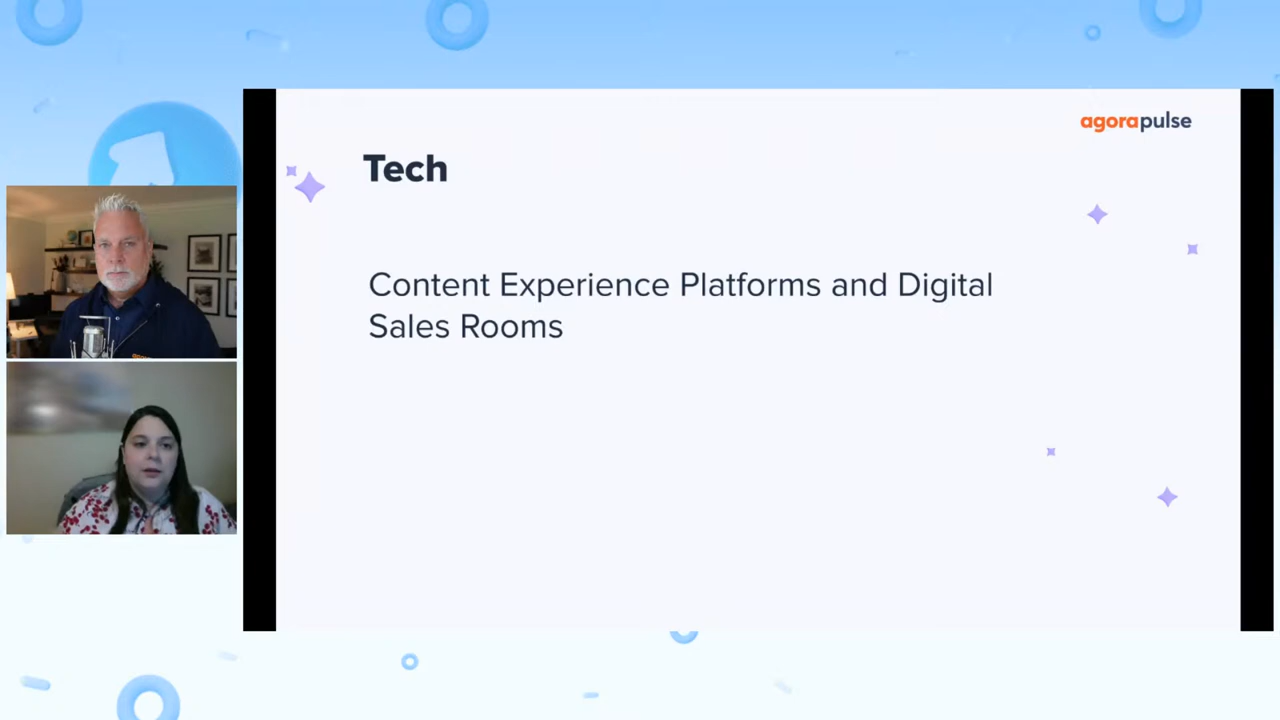 agorapulse
Tech
Content Experience Platforms and Digital
Sales Rooms